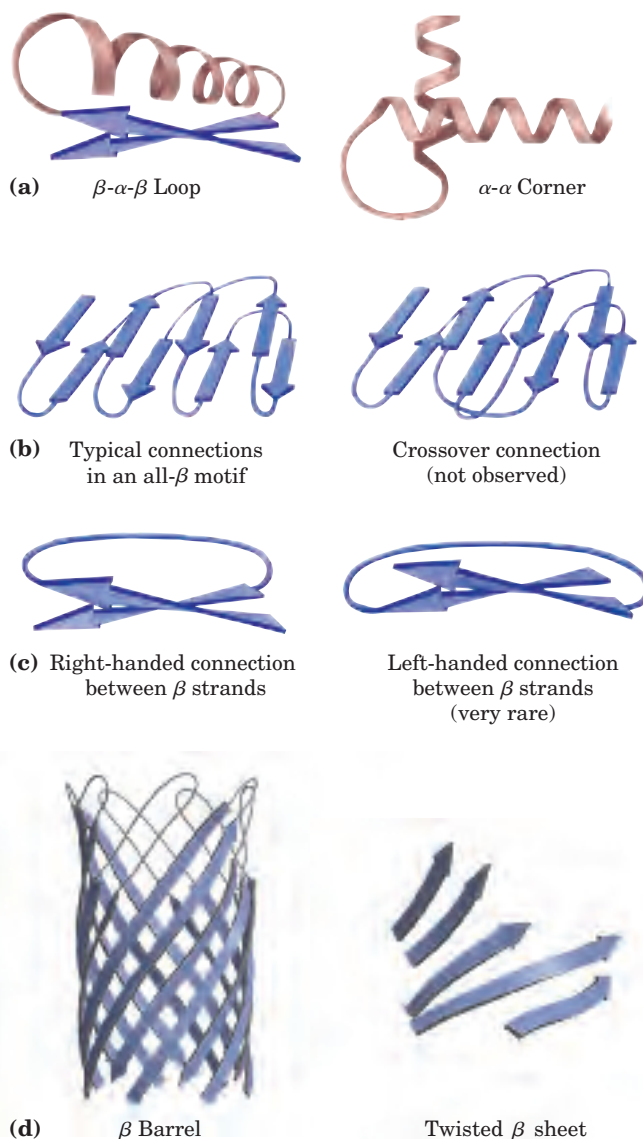 (a) β-α-β Loop
α-α Corner
(b) Typical connections
in an all-β motif
Crossover connection
(not observed)
(c) Right-handed connection
between β strands
Left-handed connection
between β strands
(very rare)
(d) β Barrel
Twisted β sheet